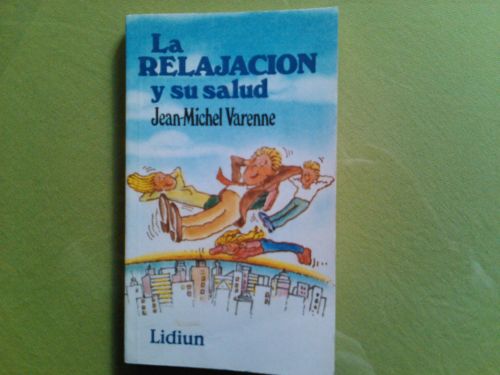 La
RELAJACION
y su salud
Jean-Michel Varenne
Lidiun